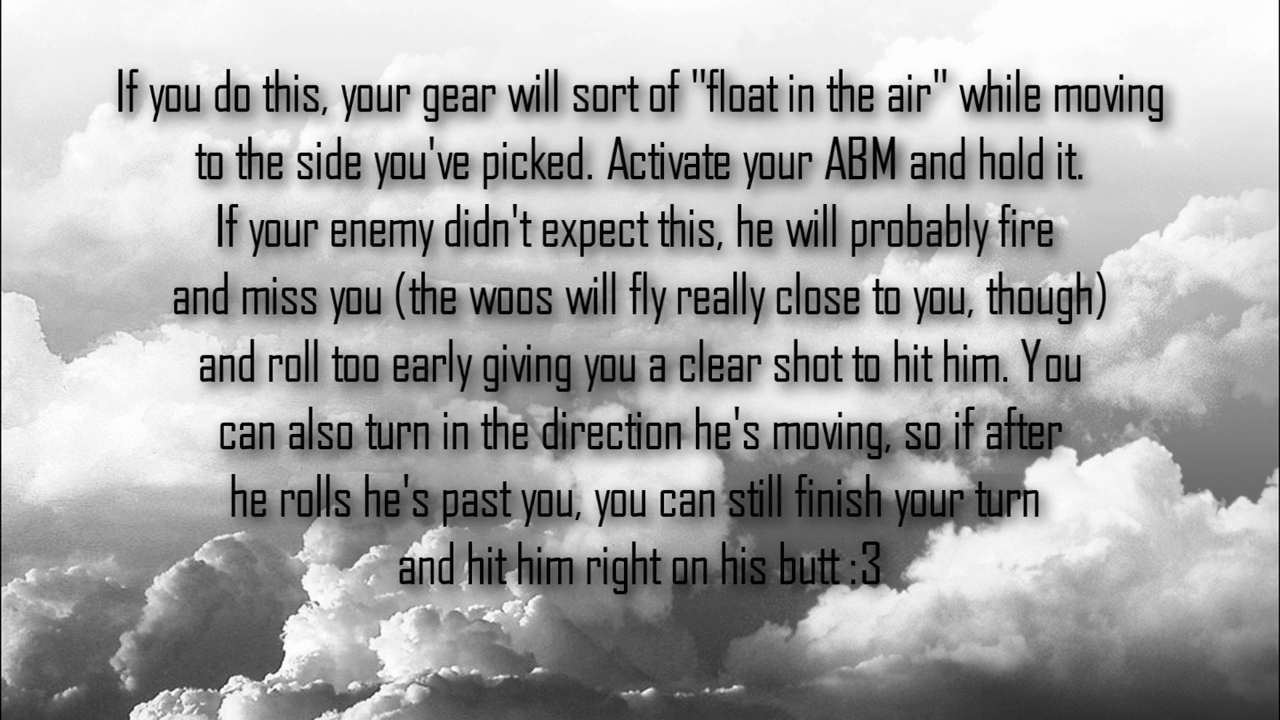 If you do this, your gear will sort of "float in the air" while moving
to the side you've picked. Activate your ABM and hold it.
If your enemy didn't expect this, he will probably fire
and miss you (the woos will fly really close to you, though)
and roll too early giving you a clear shot to hit him. You
can also turn in the direction he's moving, so if after
he rolls he's past you, you can still finish your turn
and hit him right on his butt :3